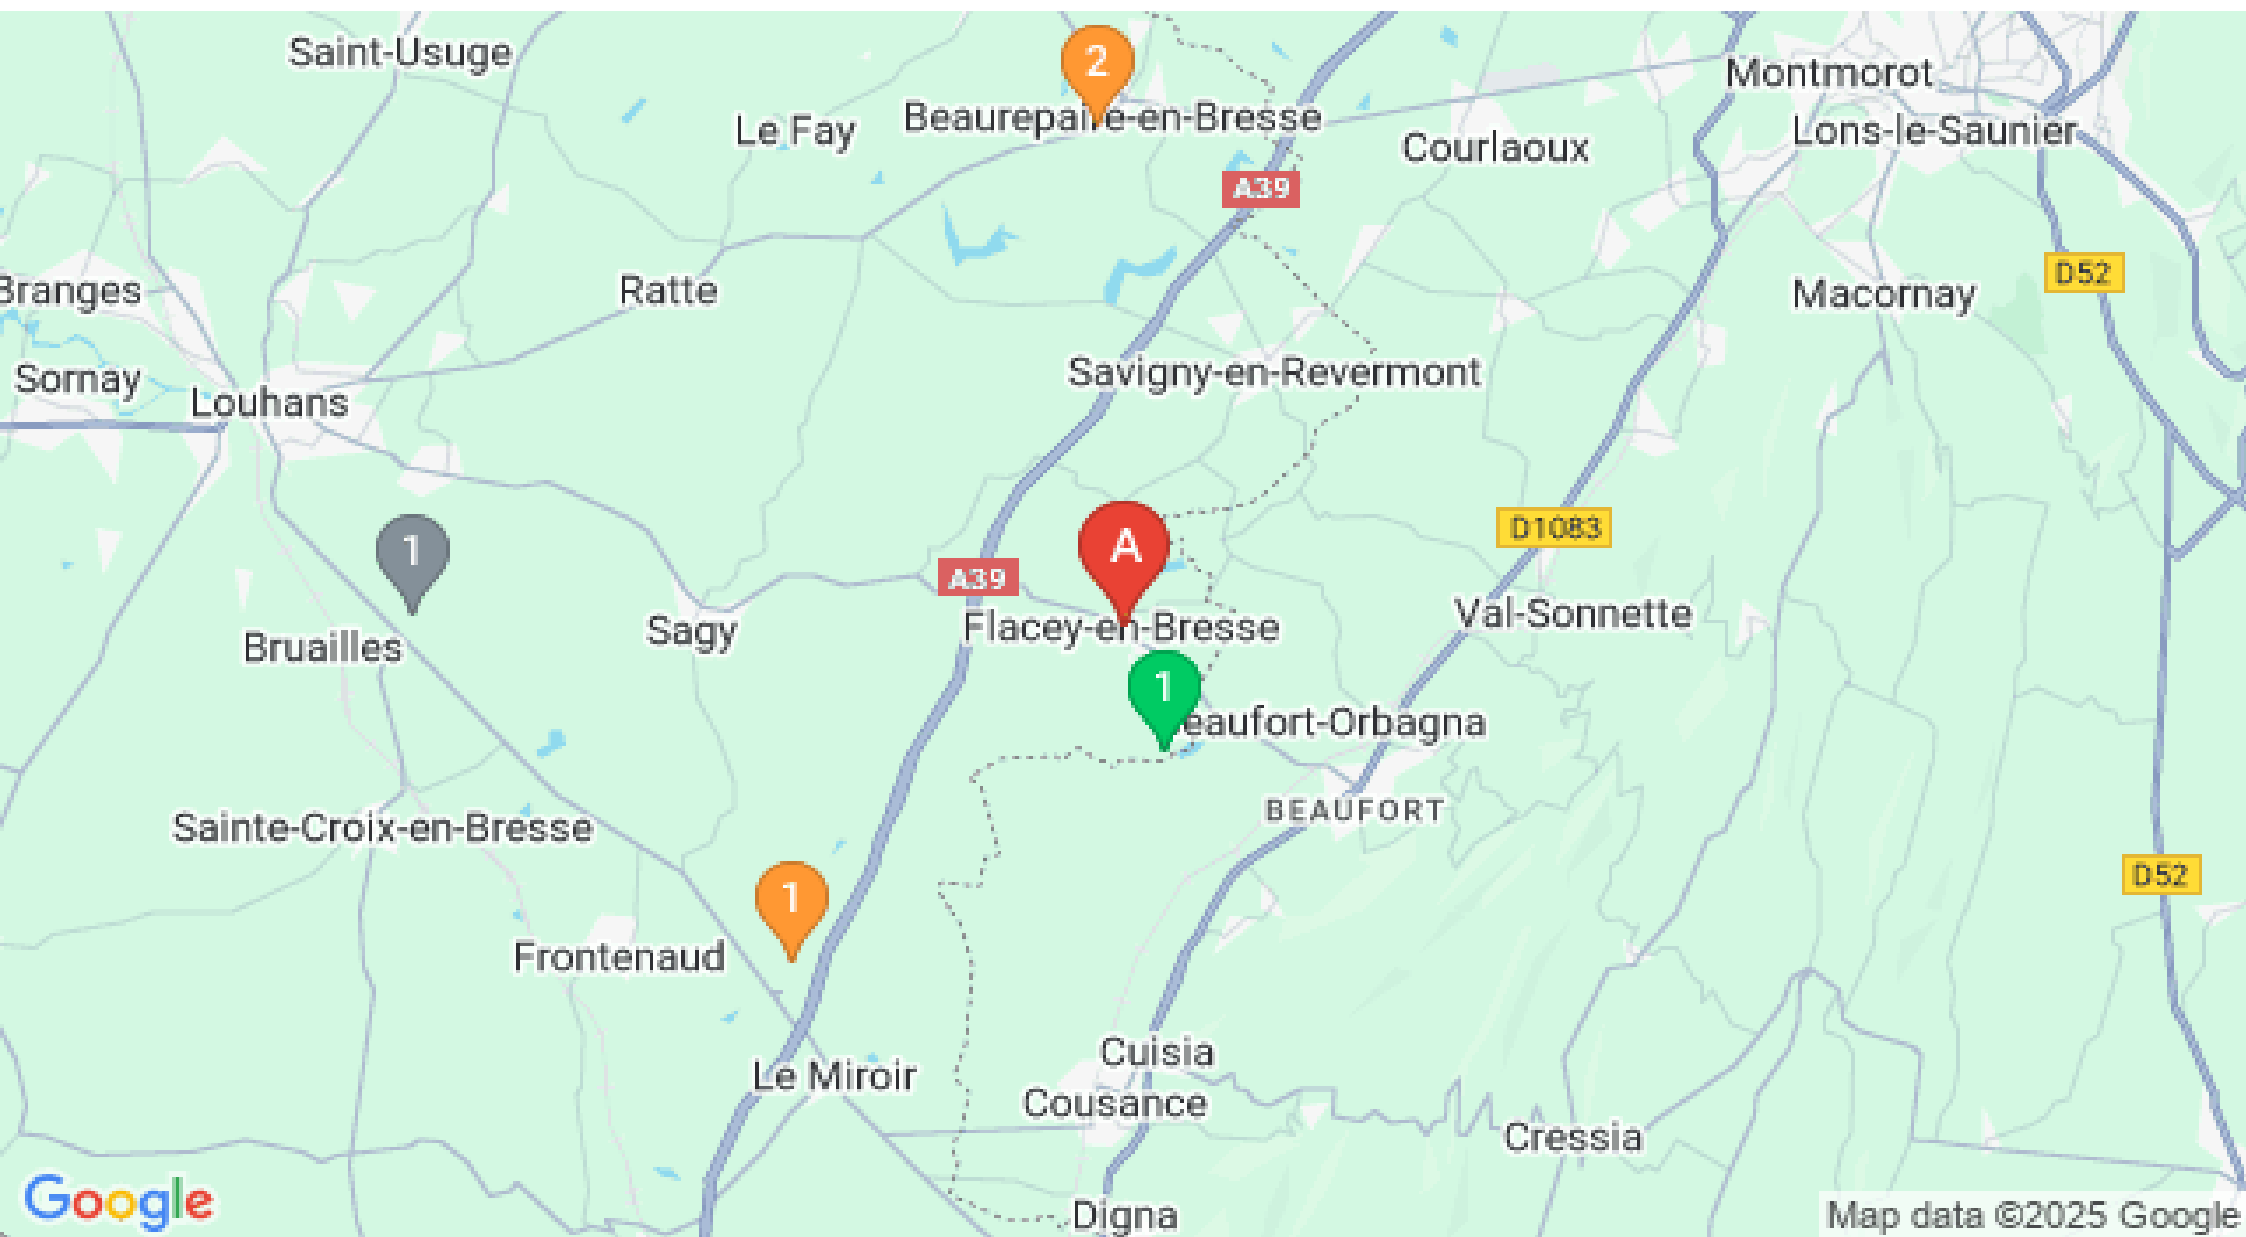 Saint-Usuge
2
Montmorot
Le Fay
Beaurepaire-en-Bresse
Lons-le-Saunier
Courlaoux
A39
D52
Branges
Ratte
Macornay
Sornay
Savigny-en-Revermont
Louhans
D1083
1
A
A39
Val-Sonnette
Flacey-en-Bresse
Sagy
Bruailles
1
eaufort-Orbagna
BEAUFORT
Sainte-Croix-en-Bresse
D52
1
Frontenaud
Cuisia
Le Miroir
Cousance
Cressia
Google
Digna
Map data ©2025 Google